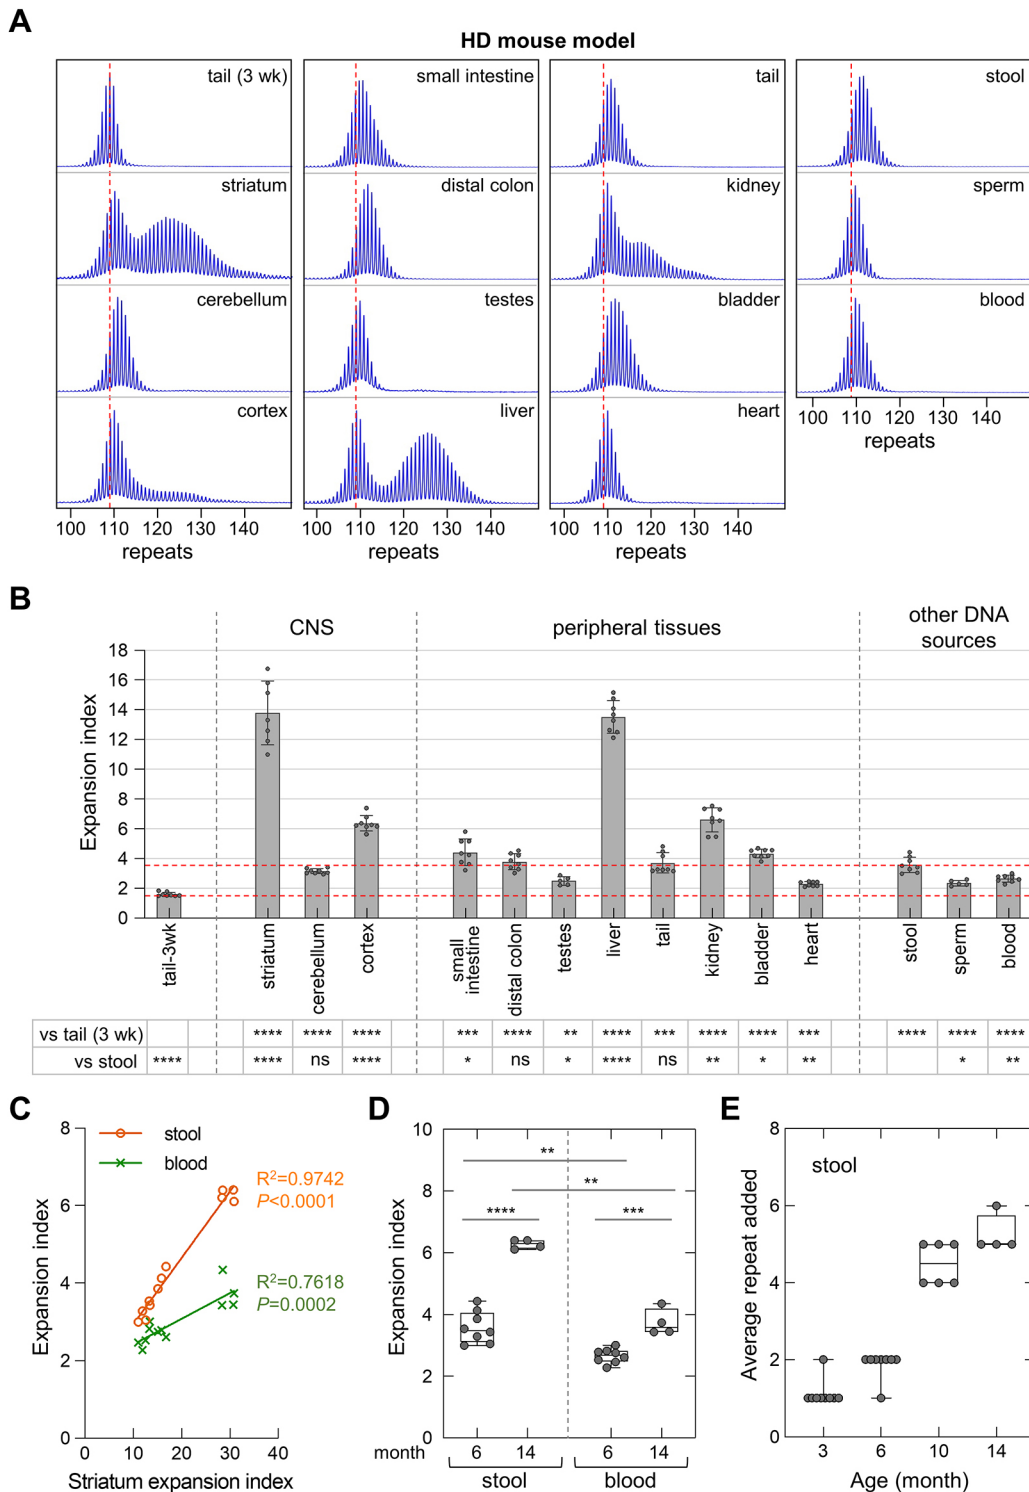 A
HD mouse model
tail (3 wk)
small intestine
tail
stool
striatum
distal colon
kidney
sperm
cerebellum
testes
bladder
blood
cortex
liver
heart
100 110 120 130 140
repeats
100 110 120 130 140
repeats
100 110 120 130 140
repeats
100 110 120 130 140
repeats
B
CNS
peripheral tissues
other DNA
sources
Expansion index
18
16
14
12
10
8
6
4
2
0
tail-3wk
striatum
cerebellum
cortex
small
intestine
distal colon
testes
liver
tail
kidney
bladder
heart
stool
sperm
blood
vs tail (3 wk) **** **** **** *** **** ** **** *** **** **** *** **** **** ****
vs stool **** **** ns **** * ns * **** ns ** * ** * **
C
stool
blood
R²=0.9742
P<0.0001
R²=0.7618
P=0.0002
Expansion index
8
6
4
2
0
0 10 20 30 40
Striatum expansion index
D
Expansion index
10
8
6
4
2
0
**
**
****
***
month 6 14 6 14
stool blood
E
stool
Average repeat added
8
6
4
2
0
3 6 10 14
Age (month)